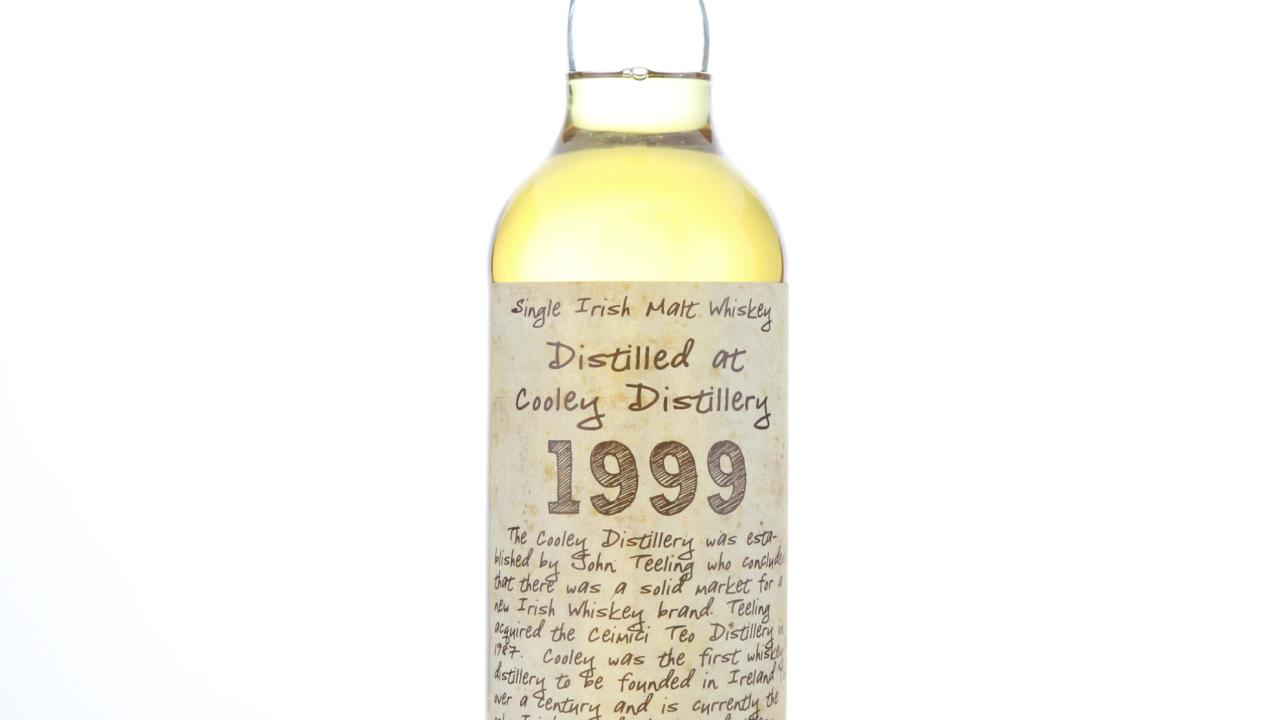 Single Irish Malt Whiskey
Distilled at
Cooley Distillery
1999
The Cooley Distillery was esta-
blished by John Teeling who conclude
that there was a solid market for a
new Irish Whiskey brand. Teeling
acquired the Ceimici Teo Distillery in
1987. Cooley was the first whiskey
distillery to be founded in Ireland
over a century and is currently the